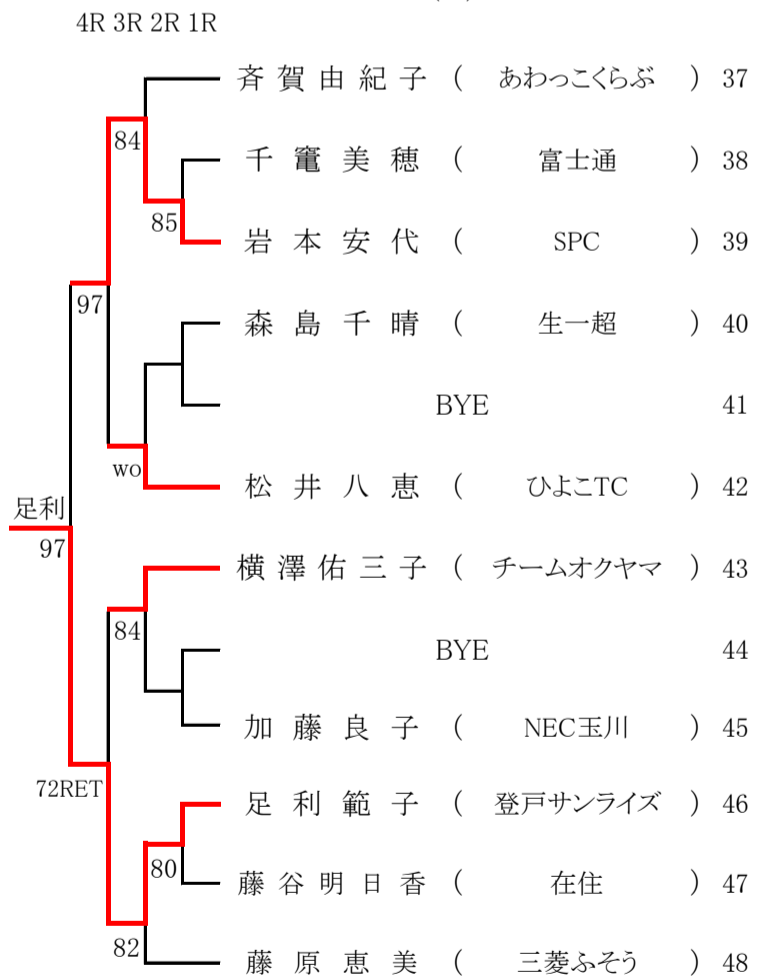 4R 3R 2R 1R
斉賀由紀子 ( あわっこくらぶ ) 37
84
千竃美穂 ( 富士通 ) 38
85
岩本安代 ( SPC ) 39
97
森島千晴 ( 生一超 ) 40
BYE 41
wo
松井八恵 ( ひよこTC ) 42
足利
97
横澤佑三子 ( チームオクヤマ ) 43
84
BYE 44
加藤良子 ( NEC玉川 ) 45
72RET
足利範子 ( 登戸サンライズ ) 46
80
藤谷明日香 ( 在住 ) 47
82
藤原恵美 ( 三菱ふそう ) 48